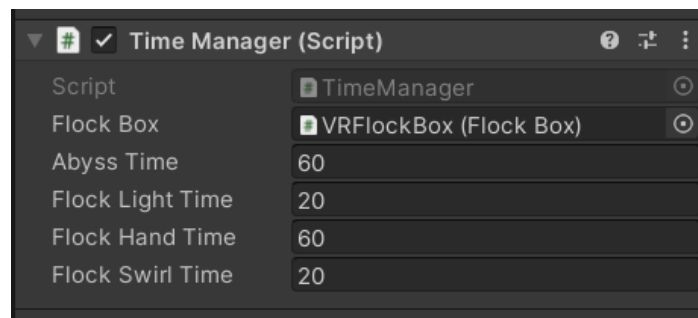 Time Manager (Script)
Script TimeManager
Flock Box VRFlockBox (Flock Box)
Abyss Time 60
Flock Light Time 20
Flock Hand Time 60
Flock Swirl Time 20